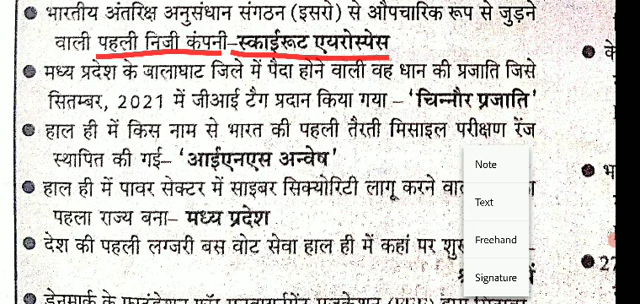 भारतीय अंतरिक्ष अनुसंधान संगठन (इसरो) से औपचारिक रूप से जुड़ने
वाली पहली निजी कंपनी–स्काईरूट एयरोस्पेस
मध्य प्रदेश के बालाघाट जिले में पैदा होने वाली वह धान की प्रजाति जिसे
सितम्बर, 2021 में जीआई टैग प्रदान किया गया – 'चिन्नौर प्रजाति'
हाल ही में किस नाम से भारत की पहली तैरती मिसाइल परीक्षण रेंज
स्थापित की गई– 'आईएनएस अन्वेष'
हाल ही में पावर सेक्टर में साइबर सिक्योरिटी लागू करने
पहला राज्य बना– मध्य प्रदेश
देश की पहली लग्जरी बस वोट सेवा हाल ही में कहां पर
डेनमार्क के
के
Note
Text
Freehand
Signature